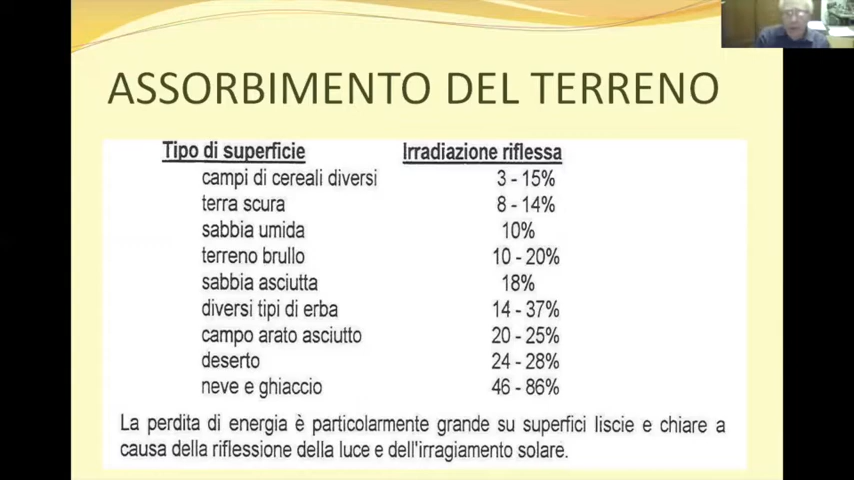 ASSORBIMENTO DEL TERRENO
Tipo di superficie Irradiazione riflessa
campi di cereali diversi 3 - 15%
terra scura 8 - 14%
sabbia umida 10%
terreno brullo 10 - 20%
sabbia asciutta 18%
diversi tipi di erba 14 - 37%
campo arato asciutto 20 - 25%
deserto 24 - 28%
neve e ghiaccio 46 - 86%
La perdita di energia è particolarmente grande su superfici liscie e chiare a
causa della riflessione della luce e dell'irragiamento solare.